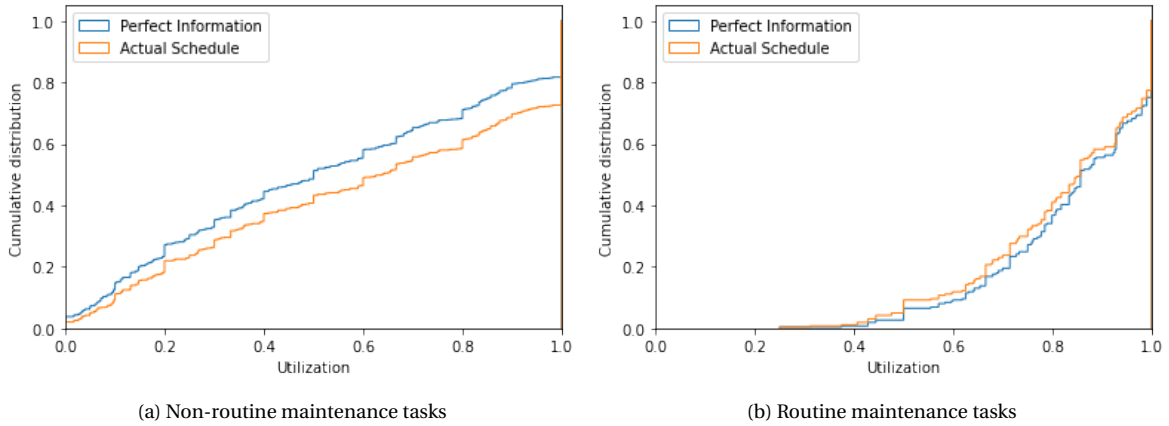 Perfect Information
Actual Schedule
Cumulative distribution
1.0
0.8
0.6
0.4
0.2
0.0
0.0 0.2 0.4 0.6 0.8 1.0
Utilization
(a) Non-routine maintenance tasks
Perfect Information
Actual Schedule
Cumulative distribution
1.0
0.8
0.6
0.4
0.2
0.0
0.0 0.2 0.4 0.6 0.8 1.0
Utilization
(b) Routine maintenance tasks